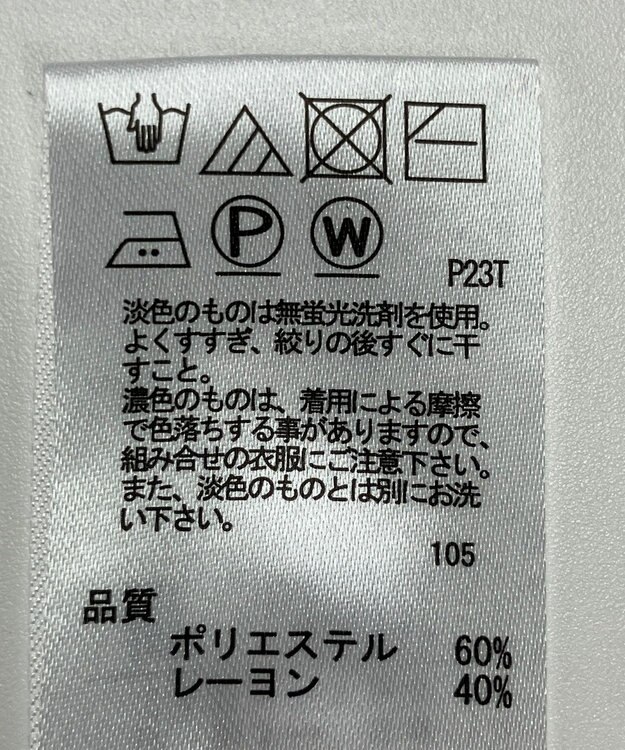 P
W
P23T
淡色のものは無蛍光洗剤を使用。
よくすすぎ、絞りの後すぐに干
すこと。
濃色のものは、着用による摩擦
で色落ちする事がありますので、
組み合せの衣服にご注意下さい。
また、淡色のものとは別にお洗
い下さい。
105
品質
ポリエステル 60%
レーヨン 40%